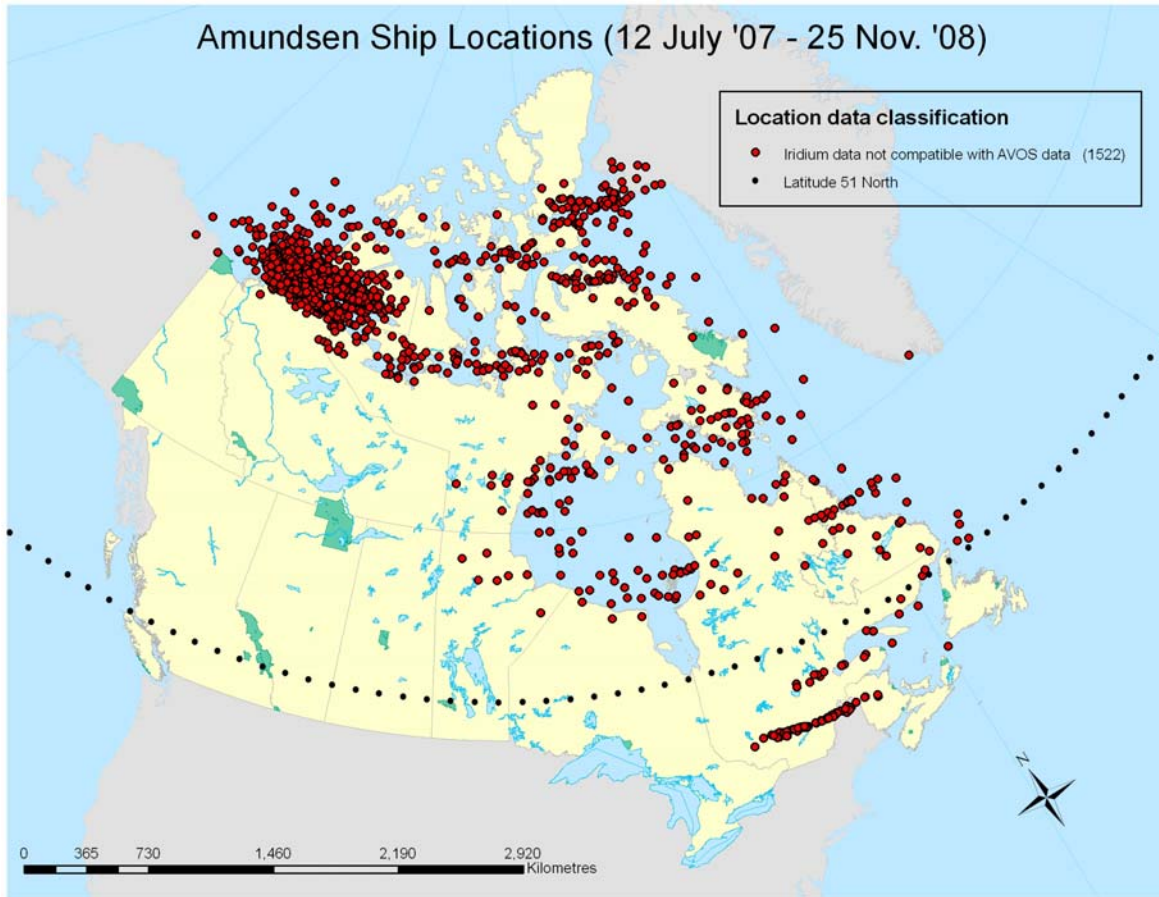 Amundsen Ship Locations (12 July '07 - 25 Nov. '08)
Location data classification
Iridium data not compatible with AVOS data (1522)
Latitude 51 North
N
0 365 730 1,460 2,190 2,920
Kilometres